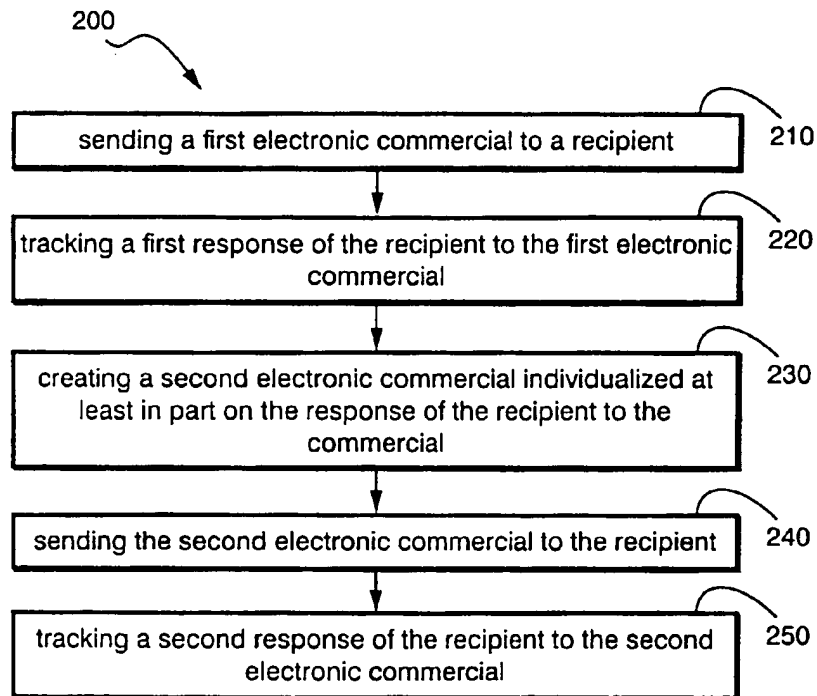 200
sending a first electronic commercial to a recipient
210
tracking a first response of the recipient to the first electronic
commercial
220
creating a second electronic commercial individualized at
least in part on the response of the recipient to the
commercial
230
sending the second electronic commercial to the recipient
240
tracking a second response of the recipient to the second
electronic commercial
250